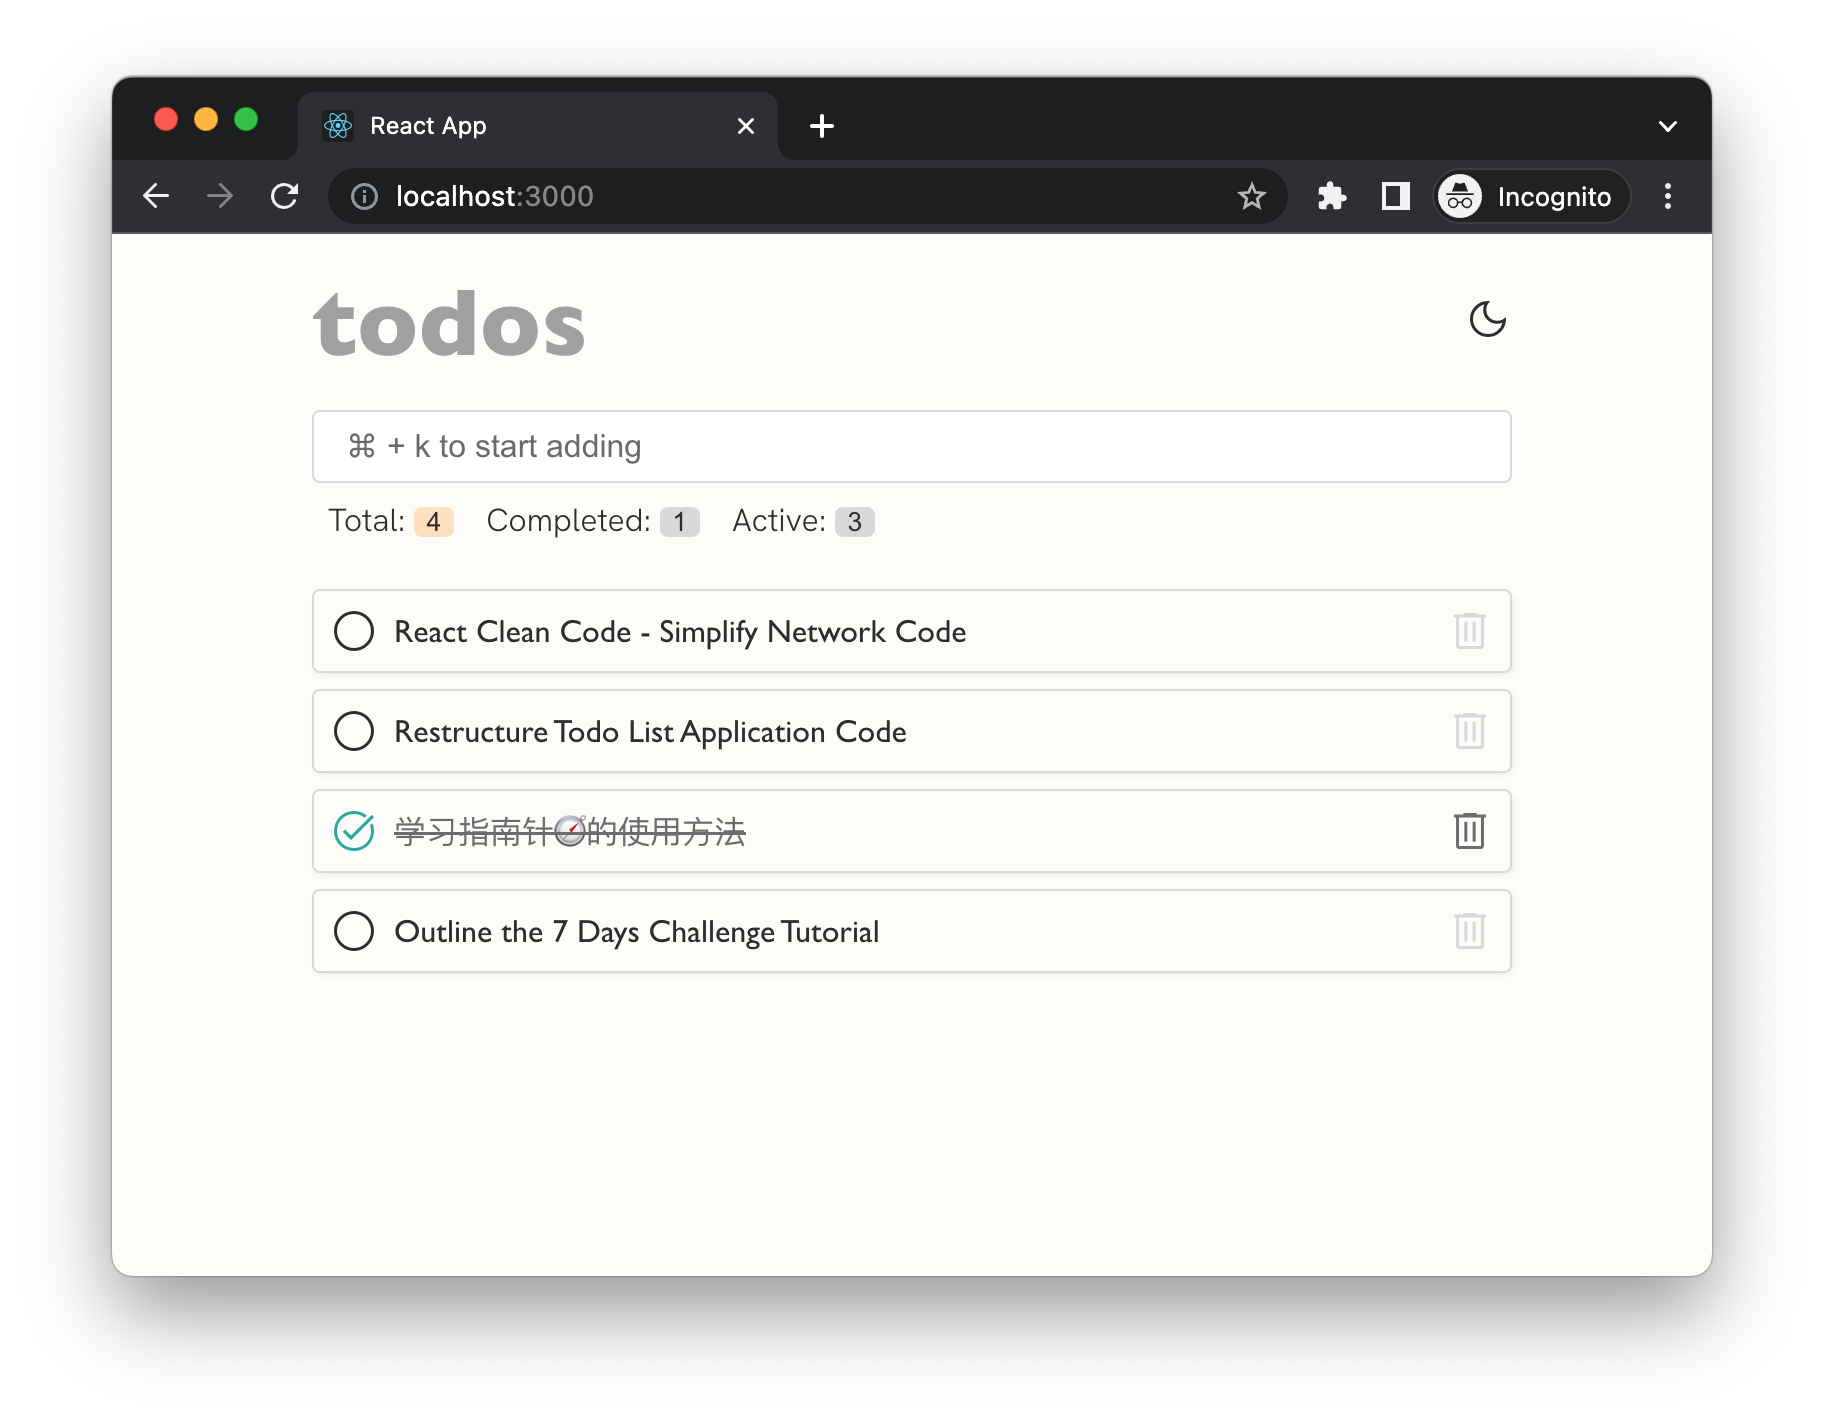 React App
localhost:3000
Incognito
todos
⌘ + k to start adding
Total: 4 Completed: 1 Active: 3
React Clean Code - Simplify Network Code
Restructure Todo List Application Code
学习指南针🧭的使用方法
Outline the 7 Days Challenge Tutorial